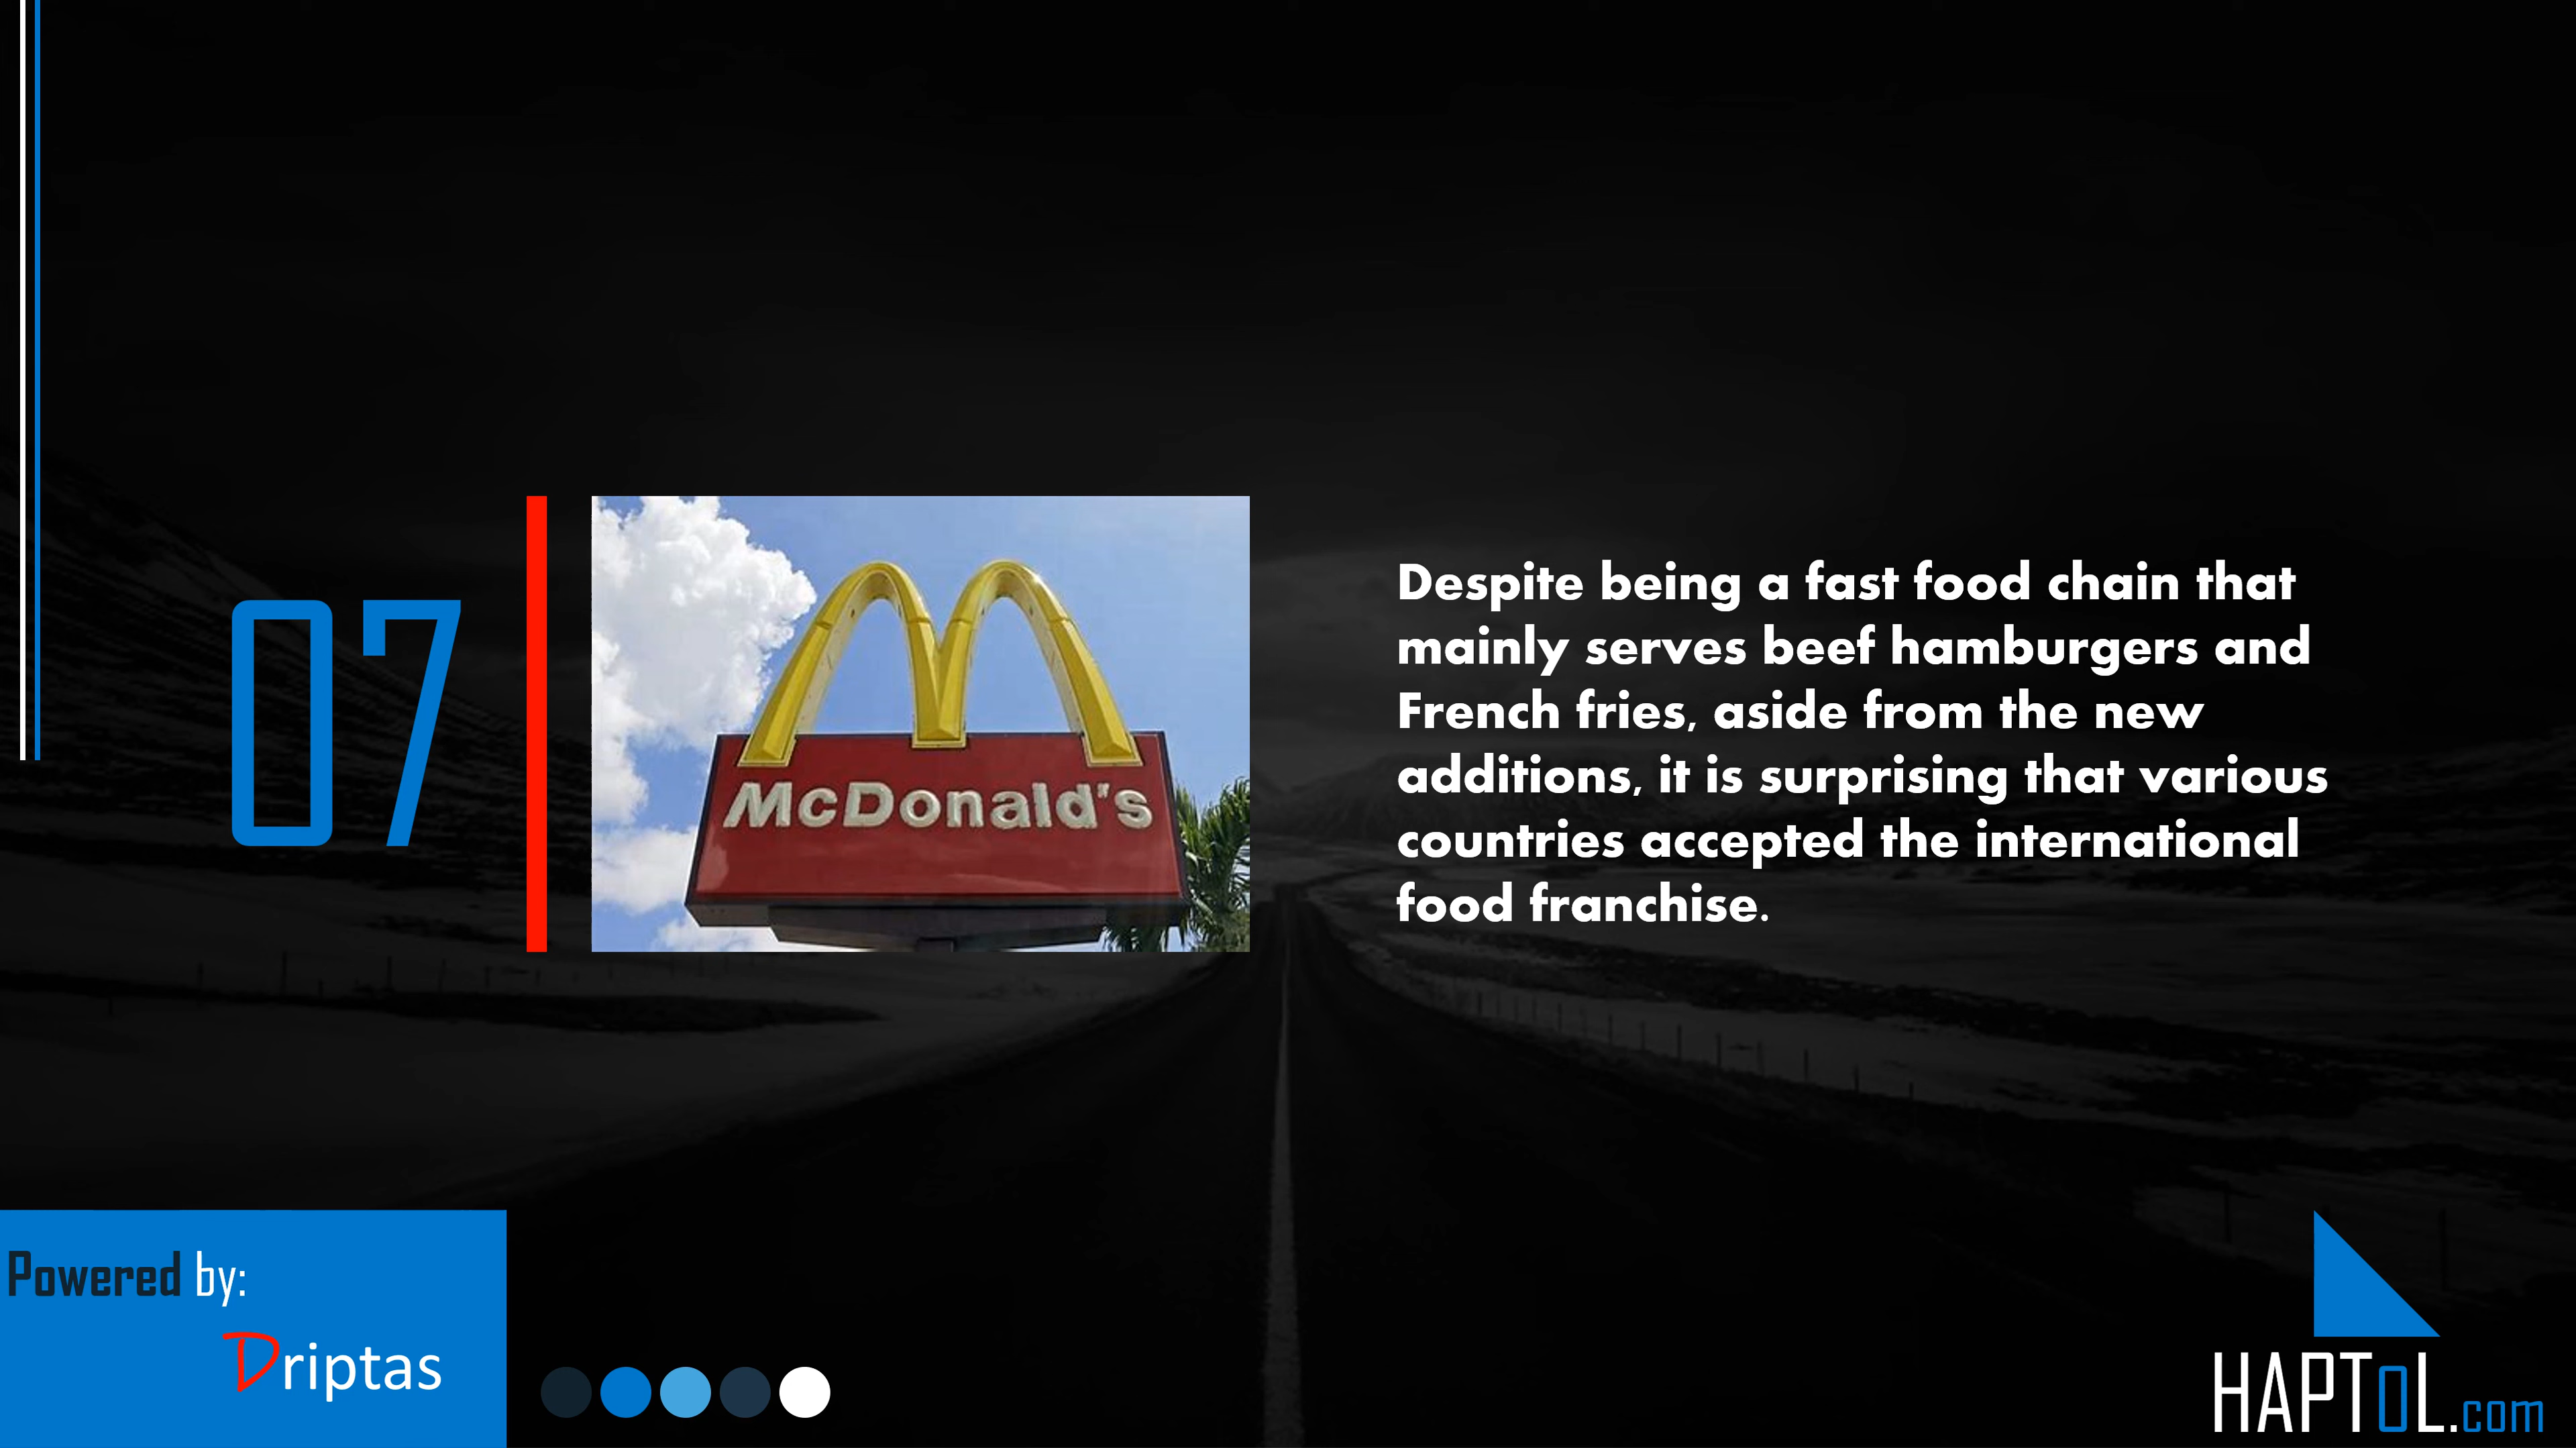 07
McDonald's
Despite being a fast food chain that
mainly serves beef hamburgers and
French fries, aside from the new
additions, it is surprising that various
countries accepted the international
food franchise.
Powered by:
Driptas
HAPToL.com